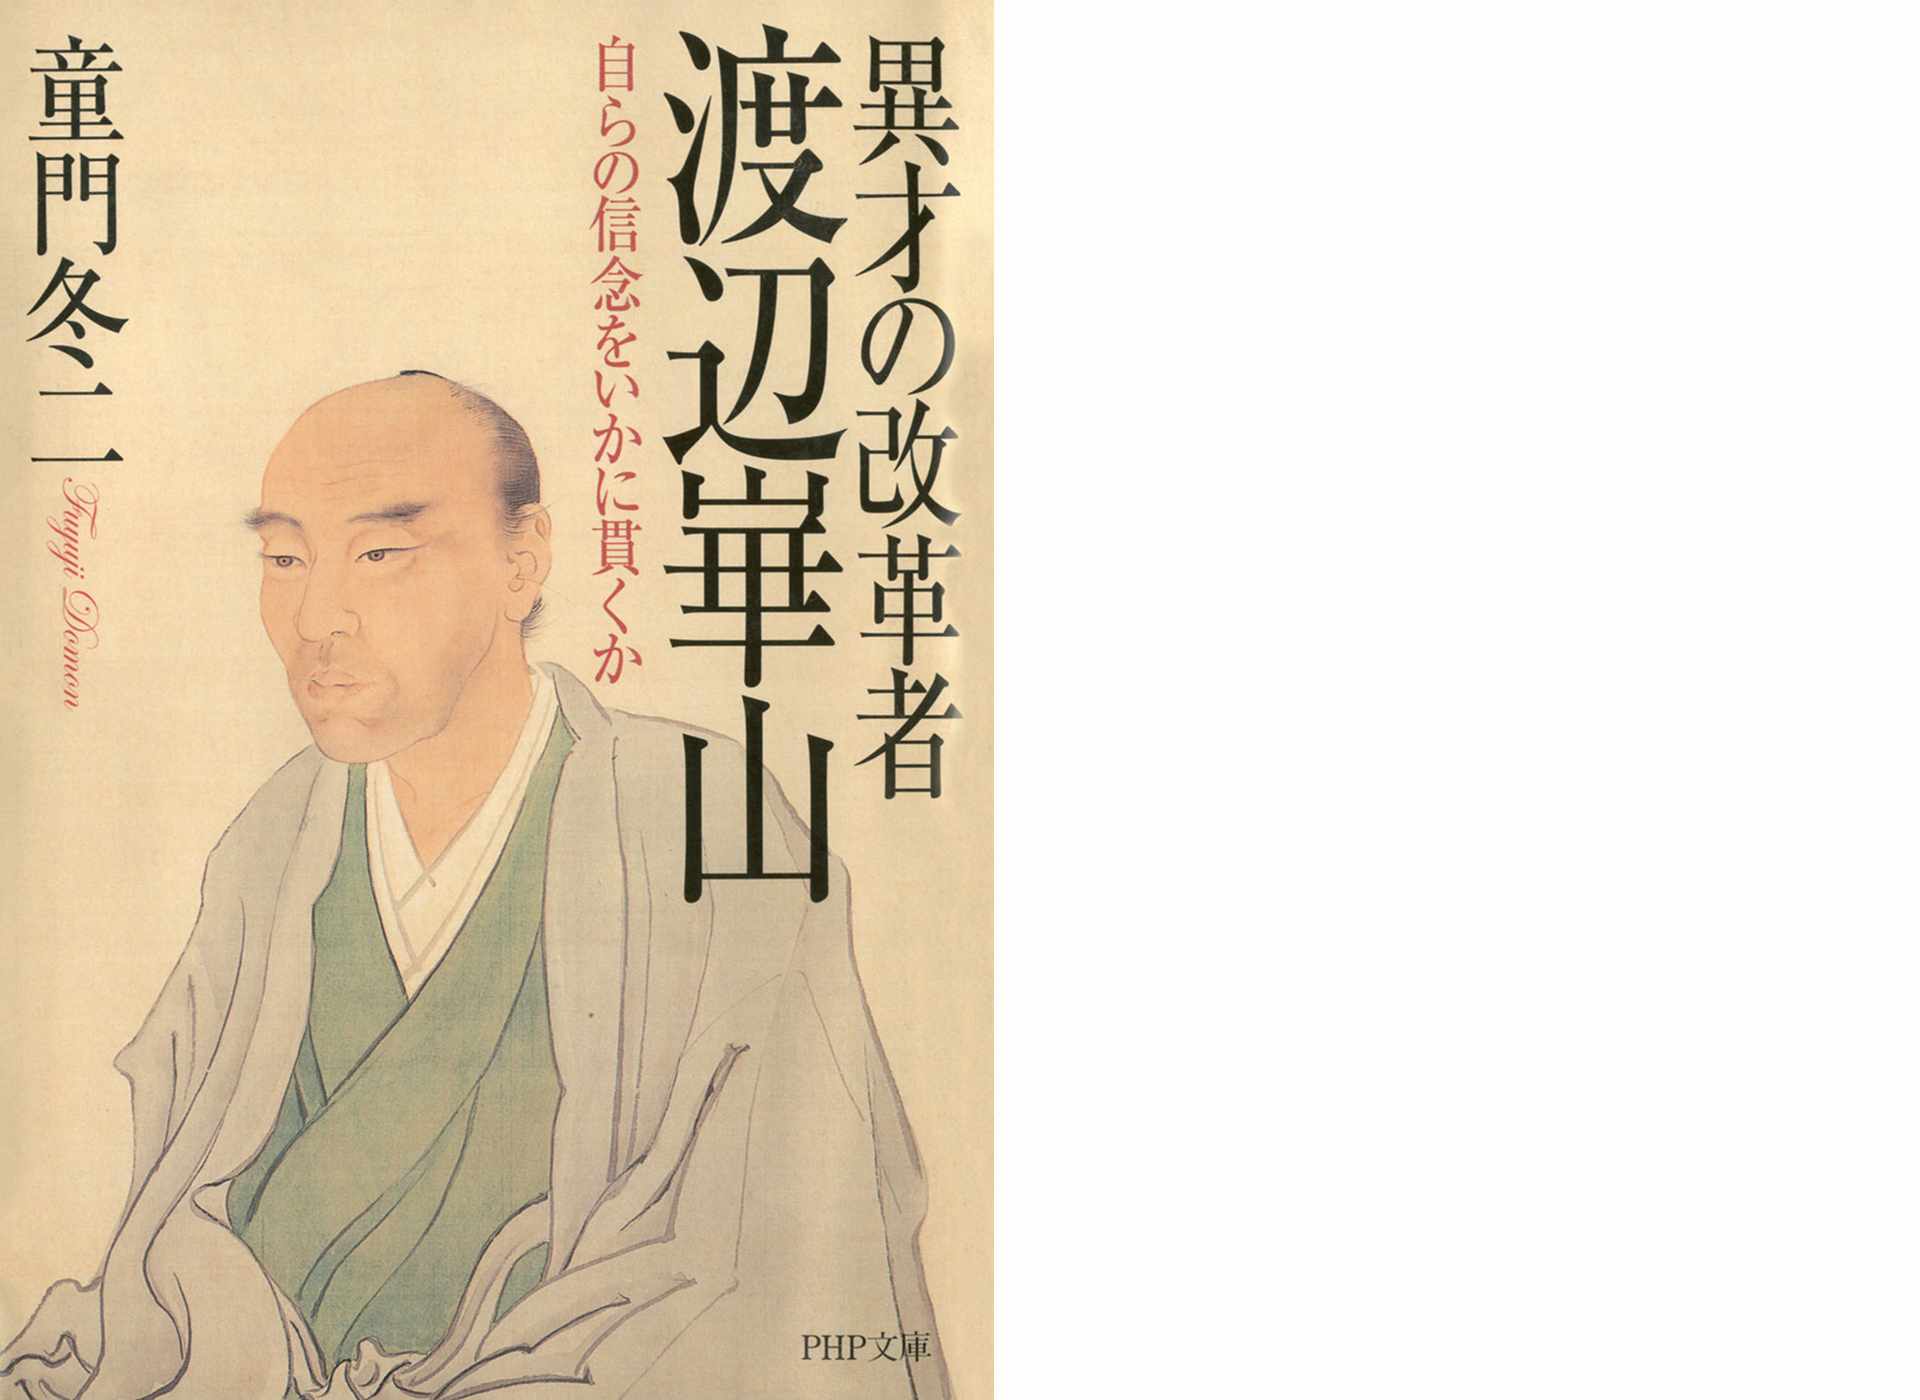 異才の改革者
渡辺崋山
自らの信念をいかに貫くか
童門冬二
Fuyuji Domon
PHP文庫